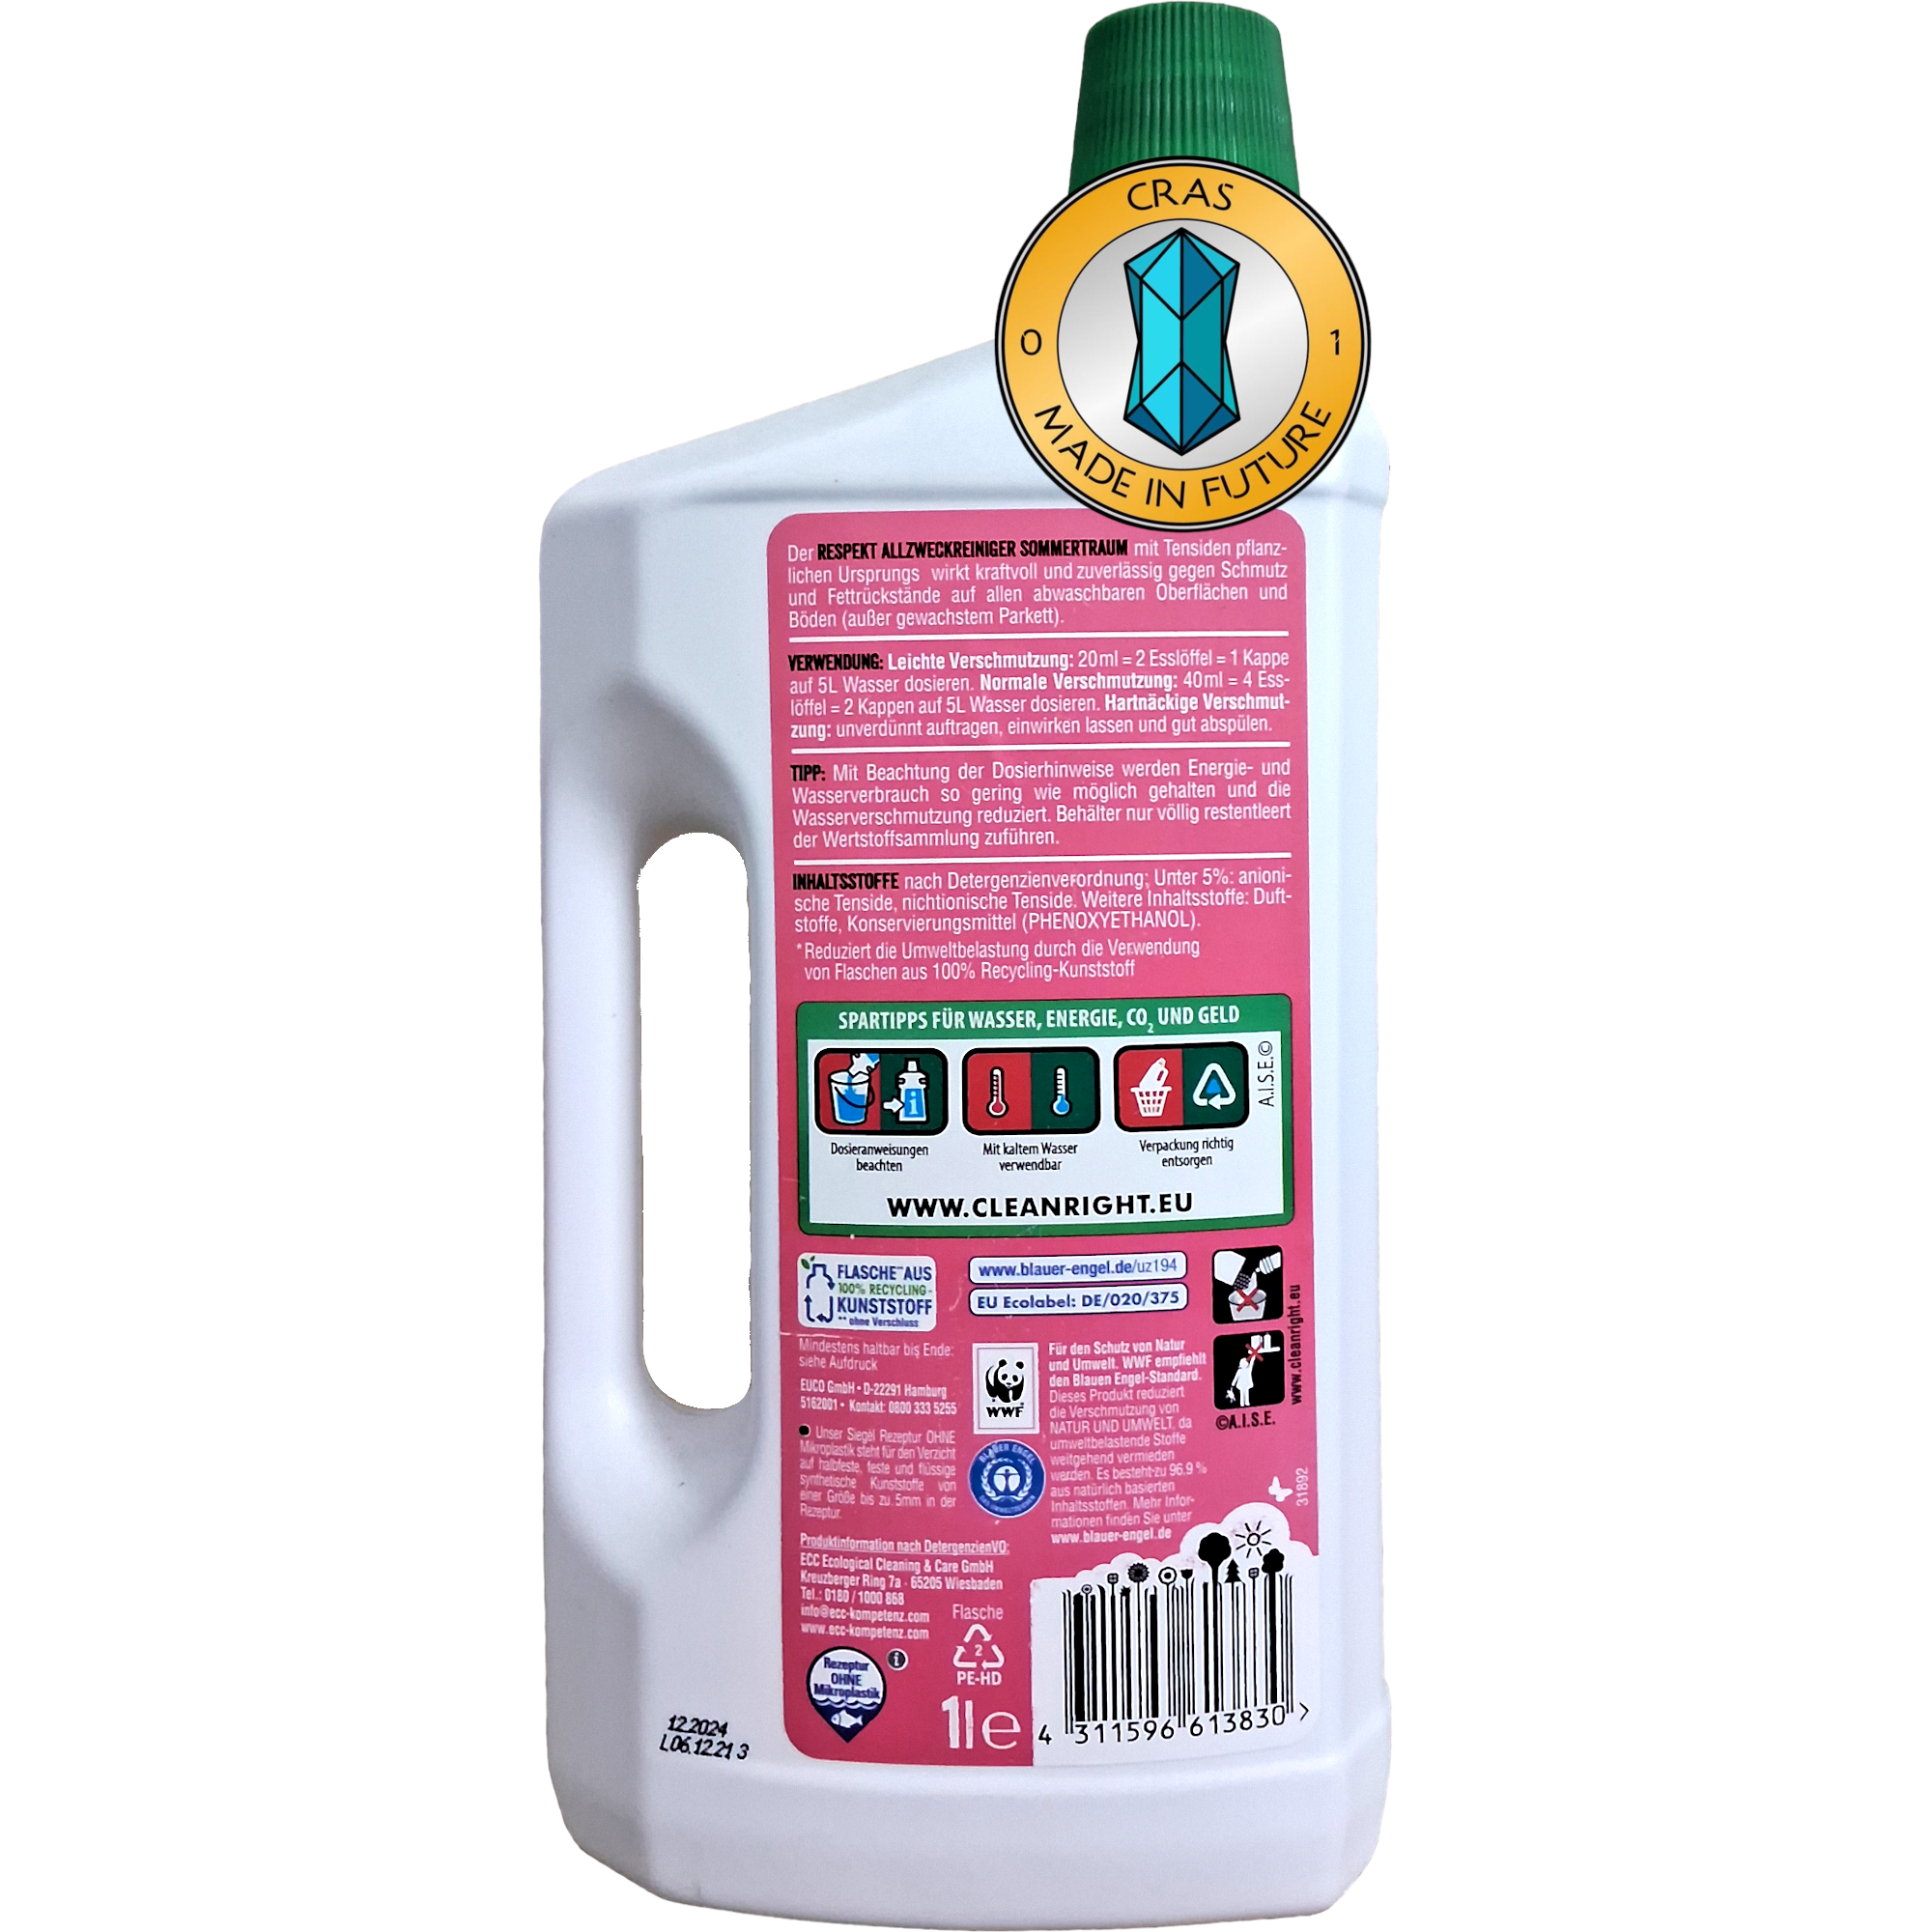 CRAS
0 1
MADE IN FUTURE
Der RESPEKT ALLZWECKREINIGER SOMMERTRAUM mit Tensiden pflanz-
lichen Ursprungs wirkt kraftvoll und zuverlässig gegen Schmutz
und Fettrückstände auf allen abwaschbaren Oberflächen und
Böden (außer gewachstem Parkett).
VERWENDUNG: Leichte Verschmutzung: 20ml = 2 Esslöffel = 1 Kappe
auf 5L Wasser dosieren. Normale Verschmutzung: 40ml = 4 Ess-
löffel = 2 Kappen auf 5L Wasser dosieren. Hartnäckige Verschmut-
zung: unverdünnt auftragen, einwirken lassen und gut abspülen.
TIPP: Mit Beachtung der Dosierhinweise werden Energie- und
Wasserverbrauch so gering wie möglich gehalten und die
Wasserverschmutzung reduziert. Behälter nur völlig restentleert
der Wertstoffsammlung zuführen.
INHALTSSTOFFE nach Detergenzienverordnung; Unter 5%: anioni-
sche Tenside, nichtionische Tenside. Weitere Inhaltsstoffe: Duft-
stoffe, Konservierungsmittel (PHENOXYETHANOL).
*Reduziert die Umweltbelastung durch die Verwendung
von Flaschen aus 100% Recycling-Kunststoff
SPARTIPPS FÜR WASSER, ENERGIE, CO₂ UND GELD
A.I.S.E.©
Dosieranweisungen
beachten
Mit kaltem Wasser
verwendbar
Verpackung richtig
entsorgen
WWW.CLEANRIGHT.EU
FLASCHE** AUS
100% RECYCLING-
KUNSTSTOFF
** ohne Verschluss
www.blauer-engel.de/uz194
EU Ecolabel: DE/020/375
www.cleanright.eu
©A.I.S.E.
Mindestens haltbar bis Ende:
siehe Aufdruck
EUCO GmbH • D-22291 Hamburg
5162001 • Kontakt: 0800 333 5255
Unser Siegel Rezeptur OHNE
Mikroplastik steht für den Verzicht
auf halbfeste, feste und flüssige
synthetische Kunststoffe von
einer Größe bis zu 5mm in der
Rezeptur.
WWF
BLAUER ENGEL
DAS UMWELTZEICHEN
Für den Schutz von Natur
und Umwelt. WWF empfiehlt
den Blauen Engel-Standard.
Dieses Produkt reduziert
die Verschmutzung von
NATUR UND UMWELT, da
umweltbelastende Stoffe
weitgehend vermieden
werden. Es besteht zu 96.9 %
aus natürlich basierten
Inhaltsstoffen. Mehr Infor-
mationen finden Sie unter
www.blauer-engel.de
31892
Produktinformation nach DetergenzienVO:
ECC Ecological Cleaning & Care GmbH
Kreuzberger Ring 7a · 65205 Wiesbaden
Tel.: 0180 / 1000 868
info@ecc-kompetenz.com
www.ecc-kompetenz.com
Flasche
2
PE-HD
Rezeptur
OHNE
Mikroplastik
i
1l e
4 311596 613830 >
12.2024
L06.12.21 3